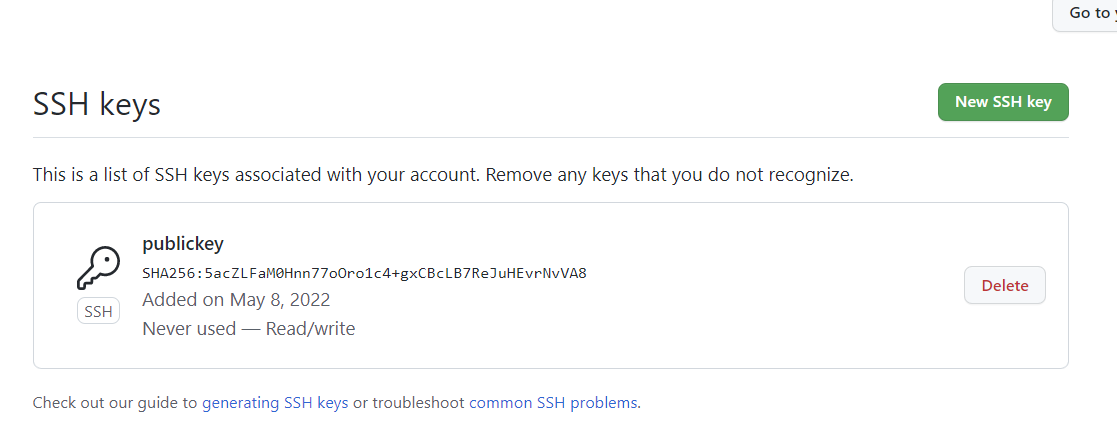 Go to
SSH keys
New SSH key
This is a list of SSH keys associated with your account. Remove any keys that you do not recognize.
publickey
SHA256:5acZLFaM0Hnn77oOro1c4+gxCBcLB7ReJuHEvrNvVA8
SSH
Added on May 8, 2022
Never used — Read/write
Delete
Check out our guide to generating SSH keys or troubleshoot common SSH problems.